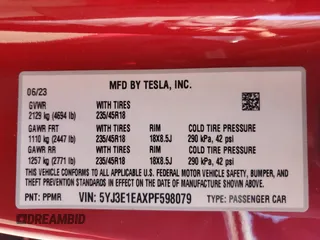 MFD BY TESLA, INC.
06/23
GVWR WITH TIRES
2129 kg (4694 lb) 235/45R18
GAWR FRT WITH TIRES RIM COLD TIRE PRESSURE
1110 kg (2447 lb) 235/45R18 18X8.5J 290 kPa, 42 psi
GAWR RR WITH TIRES RIM COLD TIRE PRESSURE
1257 kg (2771 lb) 235/45R18 18X8.5J 290 kPa, 42 psi
THIS VEHICLE CONFORMS TO ALL APPLICABLE U.S. FEDERAL MOTOR VEHICLE SAFETY, BUMPER, AND
THEFT PREVENTION STANDARDS IN EFFECT ON THE DATE OF MANUFACTURE SHOWN ABOVE.
PNT: PPMR VIN: 5YJ3E1EAXPF598079 TYPE: PASSENGER CAR
DREAMBID